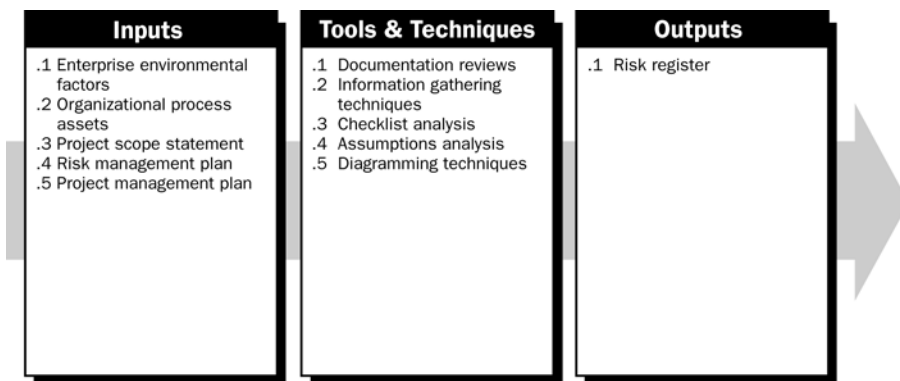 Inputs
.1 Enterprise environmental
factors
.2 Organizational process
assets
.3 Project scope statement
.4 Risk management plan
.5 Project management plan
Tools & Techniques
.1 Documentation reviews
.2 Information gathering
techniques
.3 Checklist analysis
.4 Assumptions analysis
.5 Diagramming techniques
Outputs
.1 Risk register